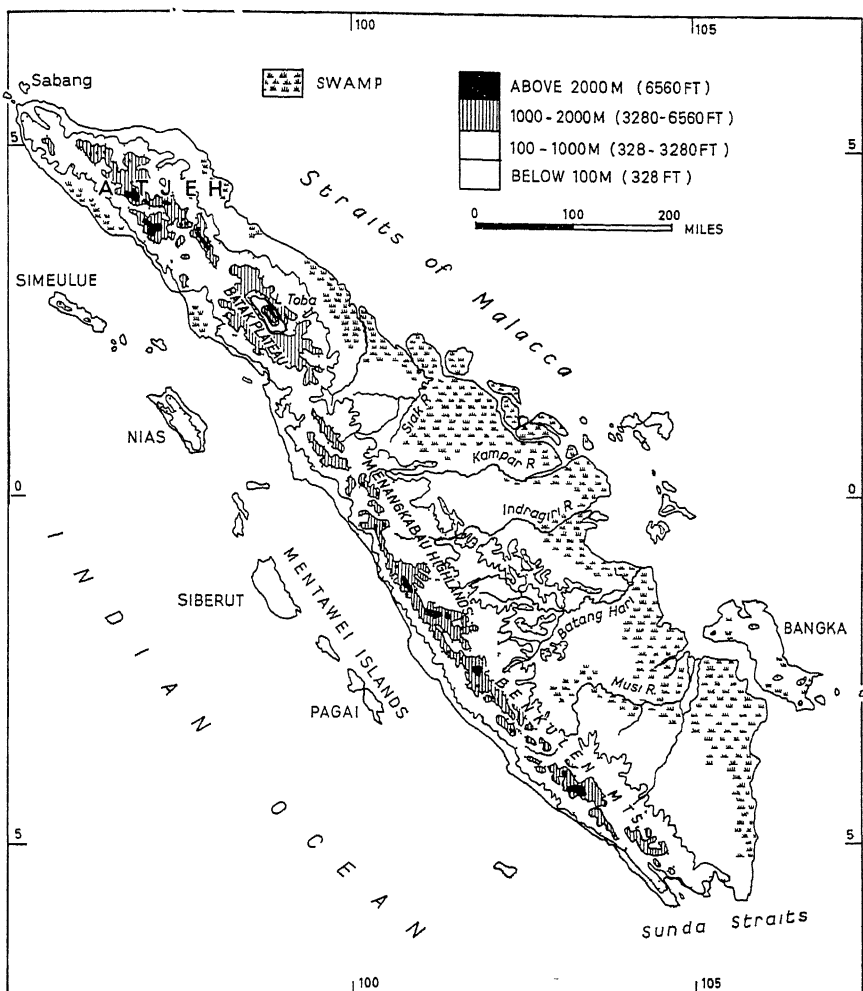 100
105
Sabang
SWAMP
ABOVE 2000M (6560FT)
1000-2000M (3280-6560FT)
100-1000M (328-3280FT)
BELOW 100M (328 FT)
5
5
0 100 200 MILES
ATJEH
Straits of Malacca
SIMEULUE
L. Toba
BATAK PLATEAU
NIAS
Siak R
Kampar R
0
0
MENANGKABAU HIGHLANDS
Indragiri R
INDIAN OCEAN
MENTAWEI ISLANDS
SIBERUT
Batang Hari
BANGKA
PAGAI
Musi R.
BENKULEN MTS.
5
5
Sunda Straits
100
105